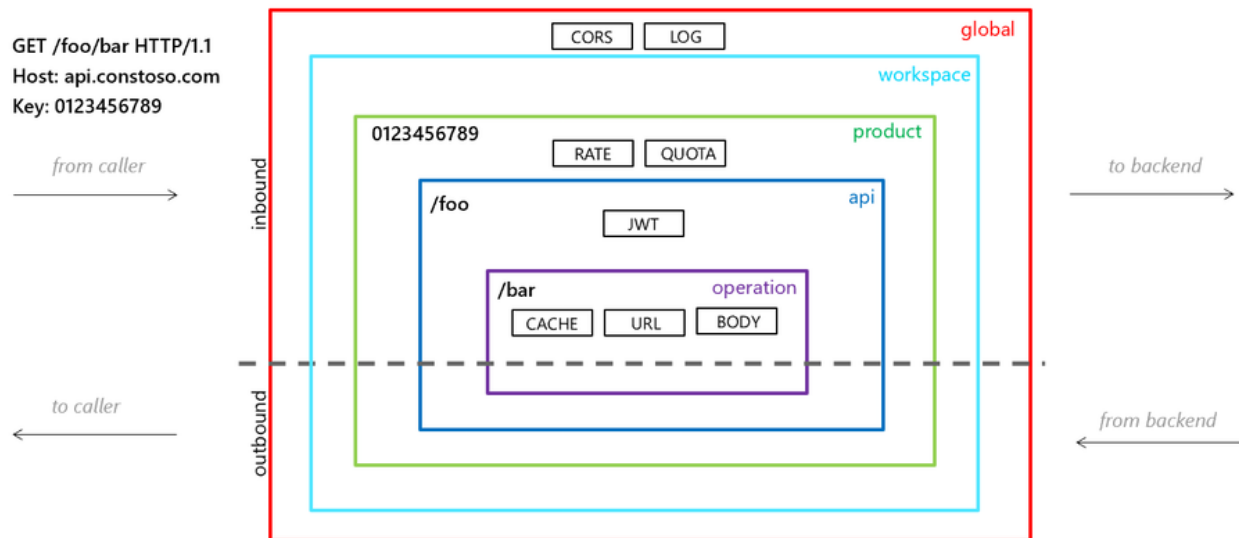 GET /foo/bar HTTP/1.1
Host: api.constoso.com
Key: 0123456789
from caller
to caller
inbound
outbound
CORS LOG global
workspace
0123456789 product
RATE QUOTA
/foo api
JWT
/bar operation
CACHE URL BODY
to backend
from backend